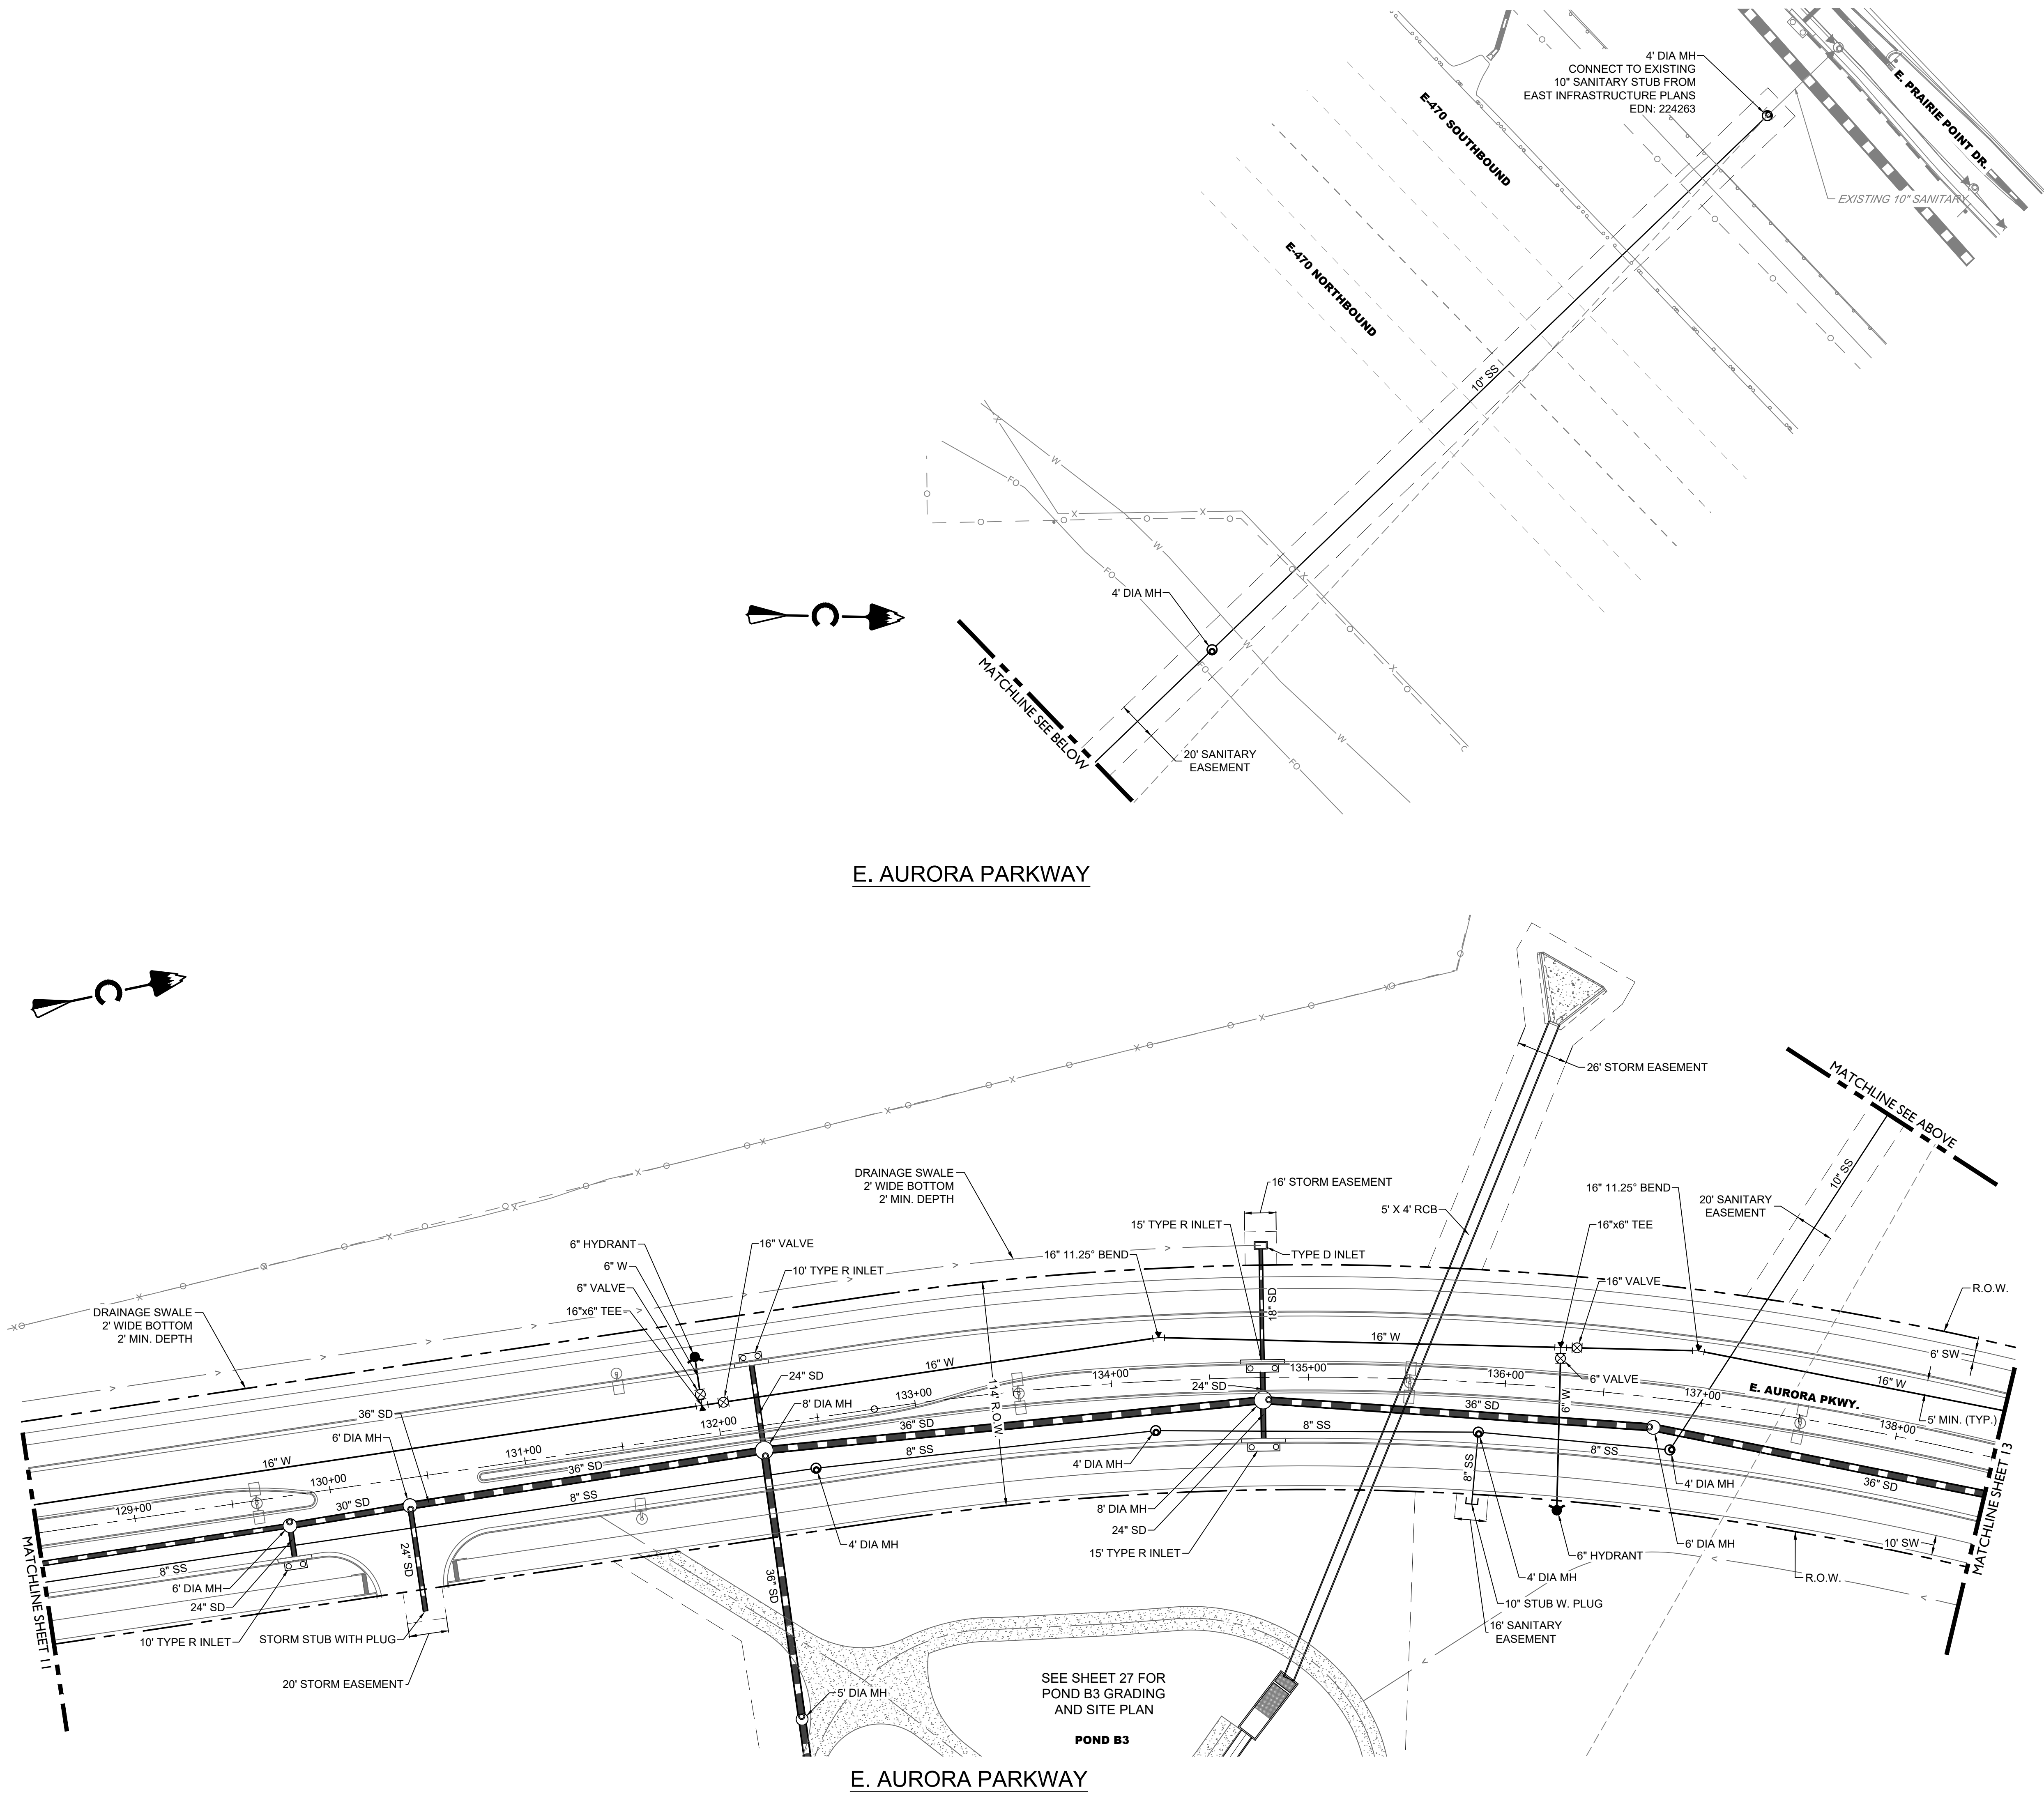 4' DIA MH
CONNECT TO EXISTING
10" SANITARY STUB FROM
EAST INFRASTRUCTURE PLANS
EDN: 224263
E. PRAIRIE POINT DR.
EXISTING 10" SANITARY
E-470 SOUTHBOUND
E-470 NORTHBOUND
10" SS
X
W
FO
X
X
W
FO
X
4' DIA MH
W
FO
X
W
FO
MATCHLINE SEE BELOW
20' SANITARY
EASEMENT
E. AURORA PARKWAY
26' STORM EASEMENT
MATCHLINE SEE ABOVE
10" SS
DRAINAGE SWALE
2' WIDE BOTTOM
2' MIN. DEPTH
16' STORM EASEMENT
5' X 4' RCB
16" 11.25° BEND
20' SANITARY
EASEMENT
15' TYPE R INLET
16"x6" TEE
6" HYDRANT
16" VALVE
16" 11.25° BEND
TYPE D INLET
6" W
10' TYPE R INLET
6" VALVE
16" VALVE
R.O.W.
16"x6" TEE
DRAINAGE SWALE
2' WIDE BOTTOM
2' MIN. DEPTH
18" SD
16" W
6' SW
16" W
24" SD
134+00
135+00
136+00
6" VALVE
16" W
24" SD
133+00
114' R.O.W.
6" W
137+00
E. AURORA PKWY.
5' MIN. (TYP.)
36" SD
8' DIA MH
132+00
36" SD
36" SD
138+00
6' DIA MH
8" SS
8" SS
8" SS
131+00
16" W
36" SD
4' DIA MH
8" SS
130+00
4' DIA MH
36" SD
MATCHLINE SHEET 13
129+00
30" SD
8" SS
8' DIA MH
24" SD
15' TYPE R INLET
4' DIA MH
24" SD
6" HYDRANT
6' DIA MH
10' SW
MATCHLINE SHEET 11
8" SS
6' DIA MH
24" SD
10' TYPE R INLET
STORM STUB WITH PLUG
36" SD
4' DIA MH
R.O.W.
10" STUB W. PLUG
16' SANITARY
EASEMENT
20' STORM EASEMENT
5' DIA MH
SEE SHEET 27 FOR
POND B3 GRADING
AND SITE PLAN
POND B3
E. AURORA PARKWAY